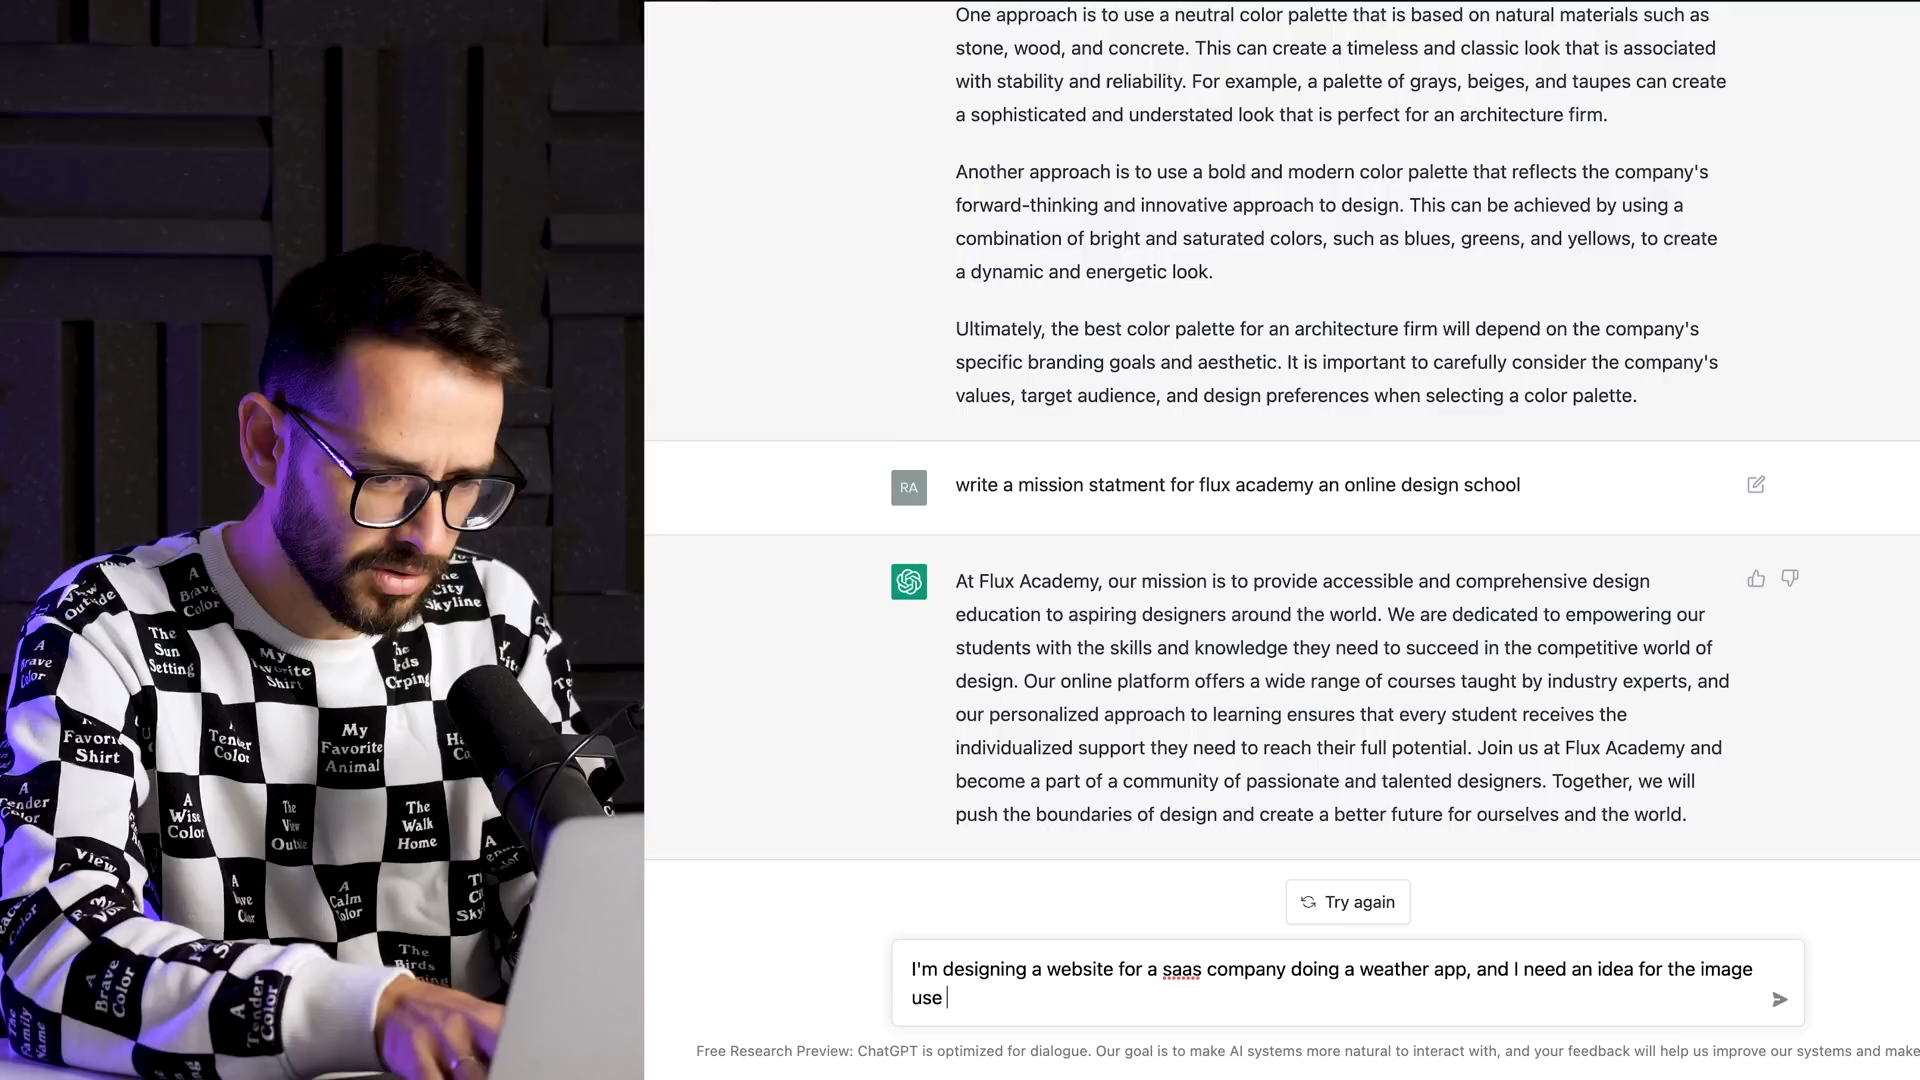 One approach is to use a neutral color palette that is based on natural materials such as
stone, wood, and concrete. This can create a timeless and classic look that is associated
with stability and reliability. For example, a palette of grays, beiges, and taupes can create
a sophisticated and understated look that is perfect for an architecture firm.
Another approach is to use a bold and modern color palette that reflects the company's
forward-thinking and innovative approach to design. This can be achieved by using a
combination of bright and saturated colors, such as blues, greens, and yellows, to create
a dynamic and energetic look.
Ultimately, the best color palette for an architecture firm will depend on the company's
specific branding goals and aesthetic. It is important to carefully consider the company's
values, target audience, and design preferences when selecting a color palette.
RA
write a mission statment for flux academy an online design school
At Flux Academy, our mission is to provide accessible and comprehensive design
education to aspiring designers around the world. We are dedicated to empowering our
students with the skills and knowledge they need to succeed in the competitive world of
design. Our online platform offers a wide range of courses taught by industry experts, and
our personalized approach to learning ensures that every student receives the
individualized support they need to reach their full potential. Join us at Flux Academy and
become a part of a community of passionate and talented designers. Together, we will
push the boundaries of design and create a better future for ourselves and the world.
Try again
I'm designing a website for a saas company doing a weather app, and I need an idea for the image
use
Free Research Preview: ChatGPT is optimized for dialogue. Our goal is to make AI systems more natural to interact with, and your feedback will help us improve our systems and make
The
City
Skyline
A
Brave
Color
The
Sun
Setting
My
Favorite
Shirt
My
Favorite
Animal
A
Tender
Color
Shirt
A
Wise
Color
The
View
The
Walk
Home
A
Calm
Color
The
Birds
A
Brave
Color
A
Tender
Color
The
Family
Name